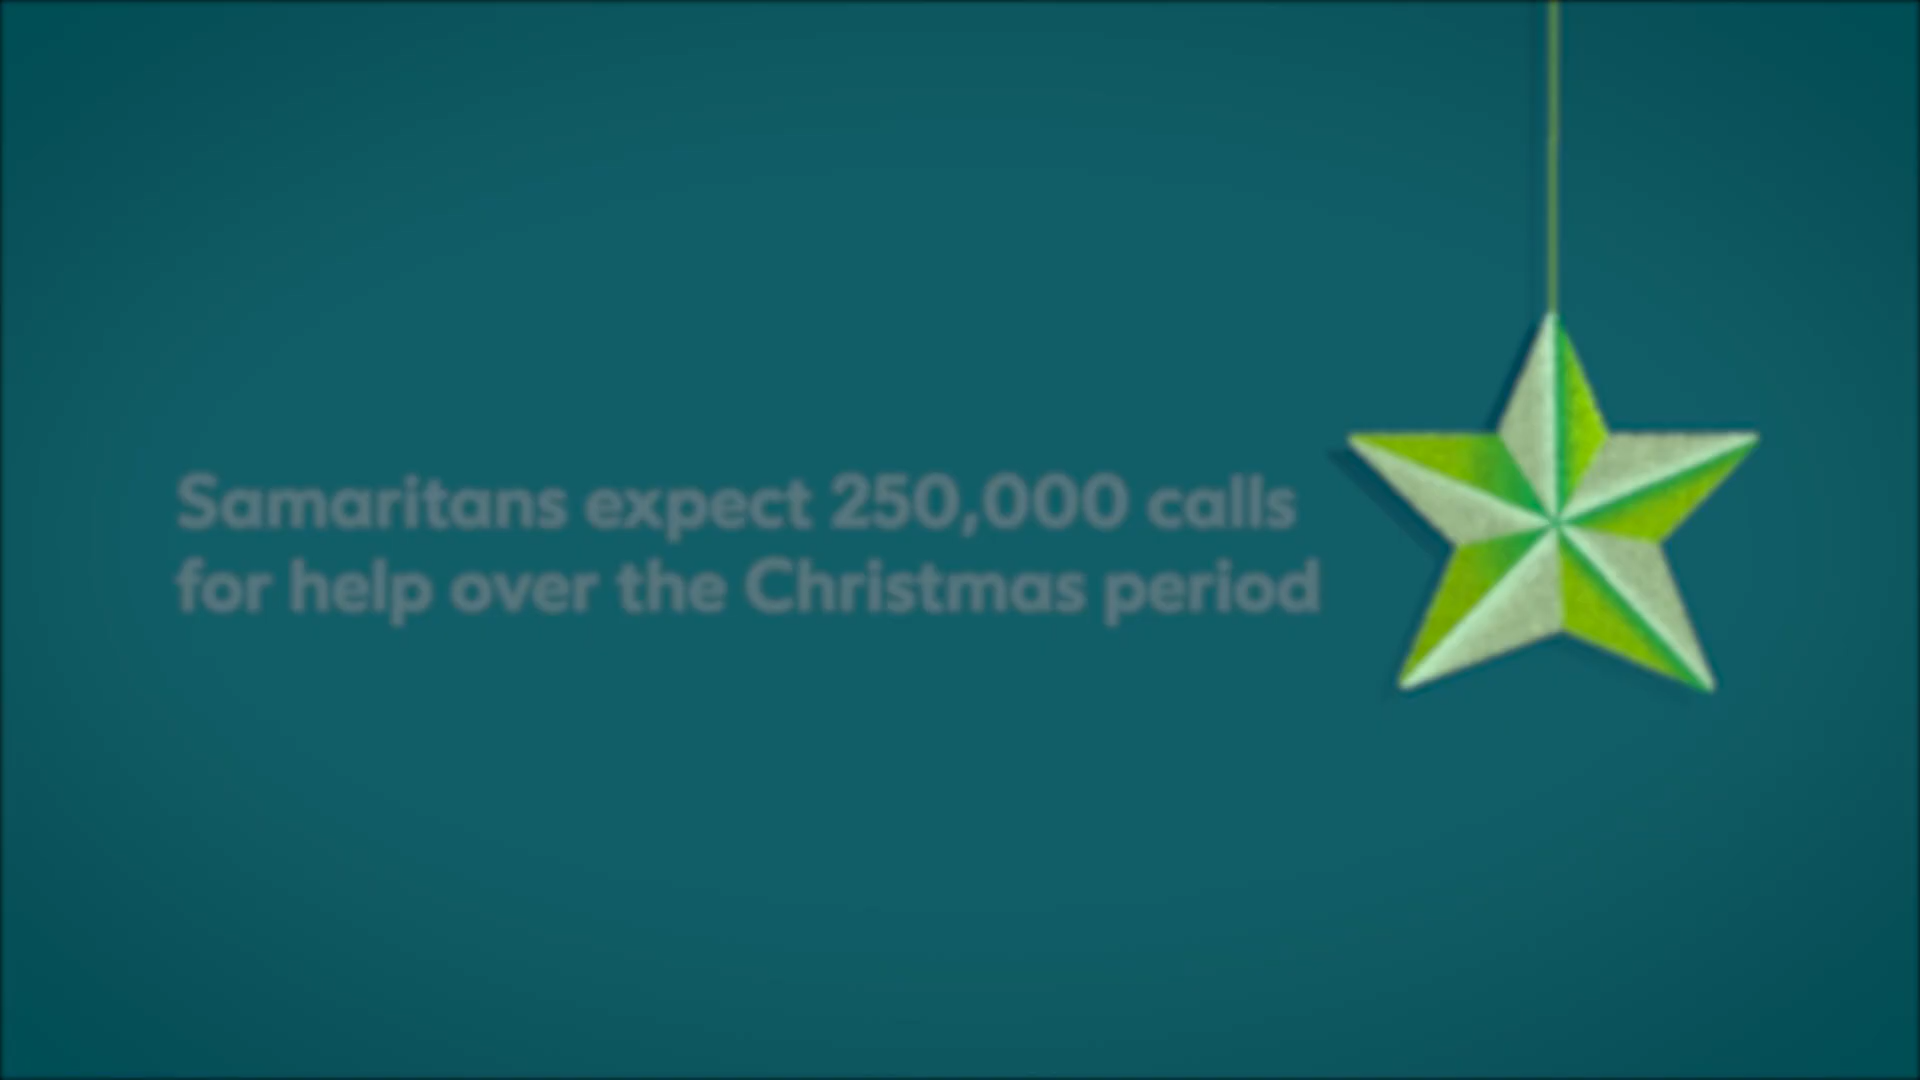 Samaritans expect 250,000 calls
for help over the Christmas period